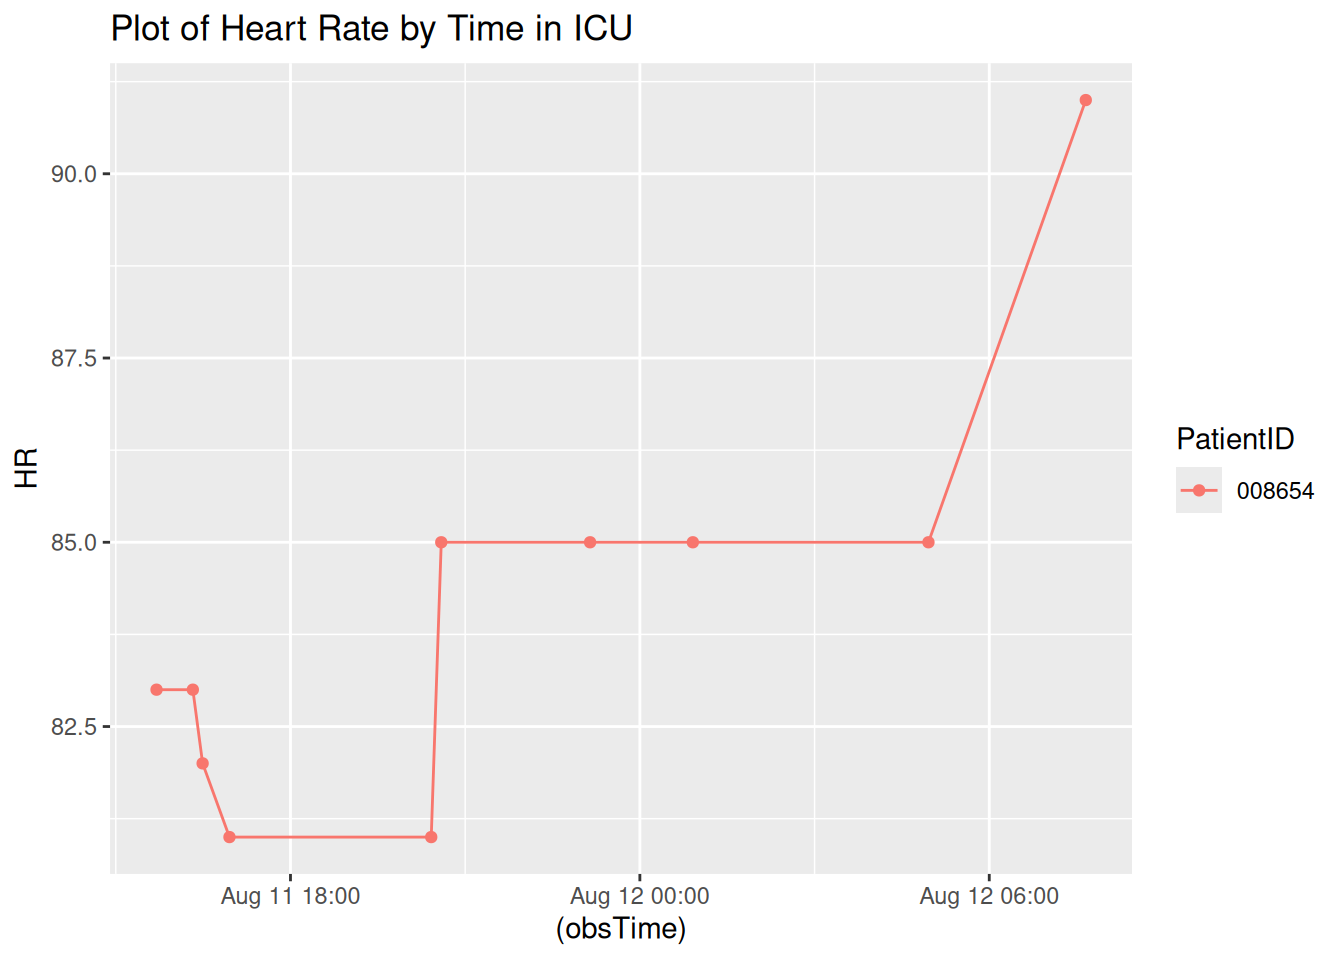 Plot of Heart Rate by Time in ICU
90.0
87.5
85.0
82.5
HR
Aug 11 18:00
Aug 12 00:00
Aug 12 06:00
(obsTime)
PatientID
008654